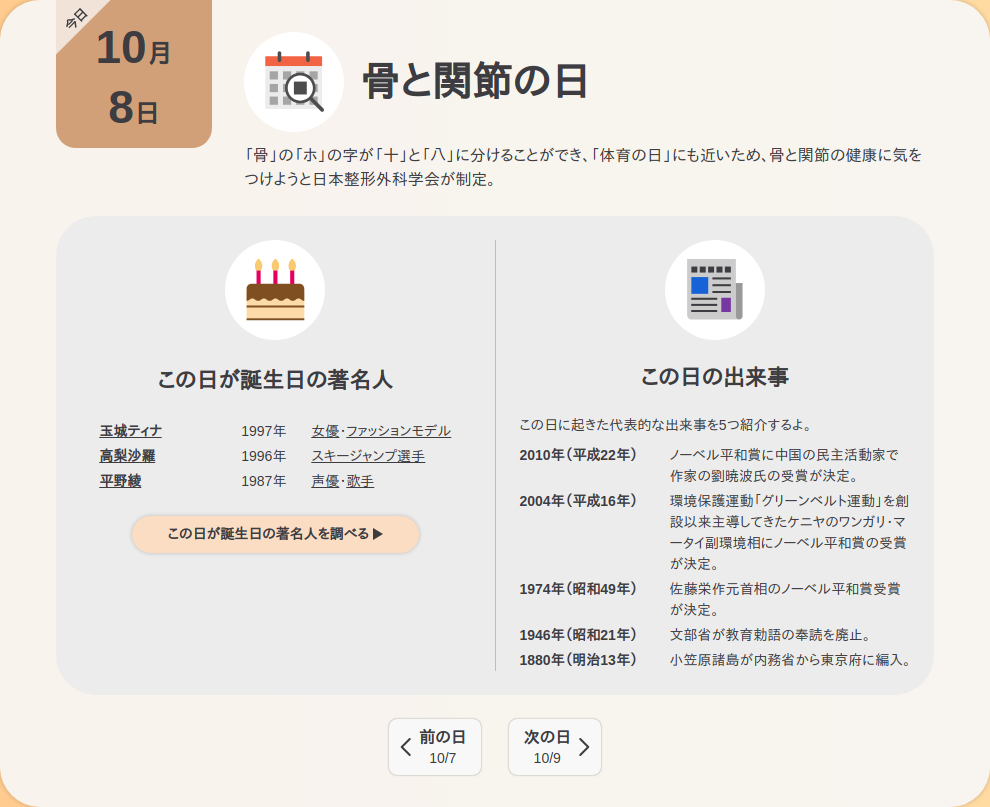 今日
10月
8日
骨と関節の日
「骨」の「ホ」の字が「十」と「八」に分けることができ、「体育の日」にも近いため、骨と関節の健康に気を
つけようと日本整形外科学会が制定。
この日が誕生日の著名人
玉城ティナ 1997年 女優・ファッションモデル
高梨沙羅 1996年 スキージャンプ選手
平野綾 1987年 声優・歌手
この日が誕生日の著名人を調べる▶
この日の出来事
この日に起きた代表的な出来事を5つ紹介するよ。
2010年(平成22年) ノーベル平和賞に中国の民主活動家で
作家の劉暁波氏の受賞が決定。
2004年(平成16年) 環境保護運動「グリーンベルト運動」を創
設以来主導してきたケニヤのワンガリ・マ
ータイ副環境相にノーベル平和賞の受賞
が決定。
1974年(昭和49年) 佐藤栄作元首相のノーベル平和賞受賞
が決定。
1946年(昭和21年) 文部省が教育勅語の奉読を廃止。
1880年(明治13年) 小笠原諸島が内務省から東京府に編入。
前の日
10/7
次の日
10/9